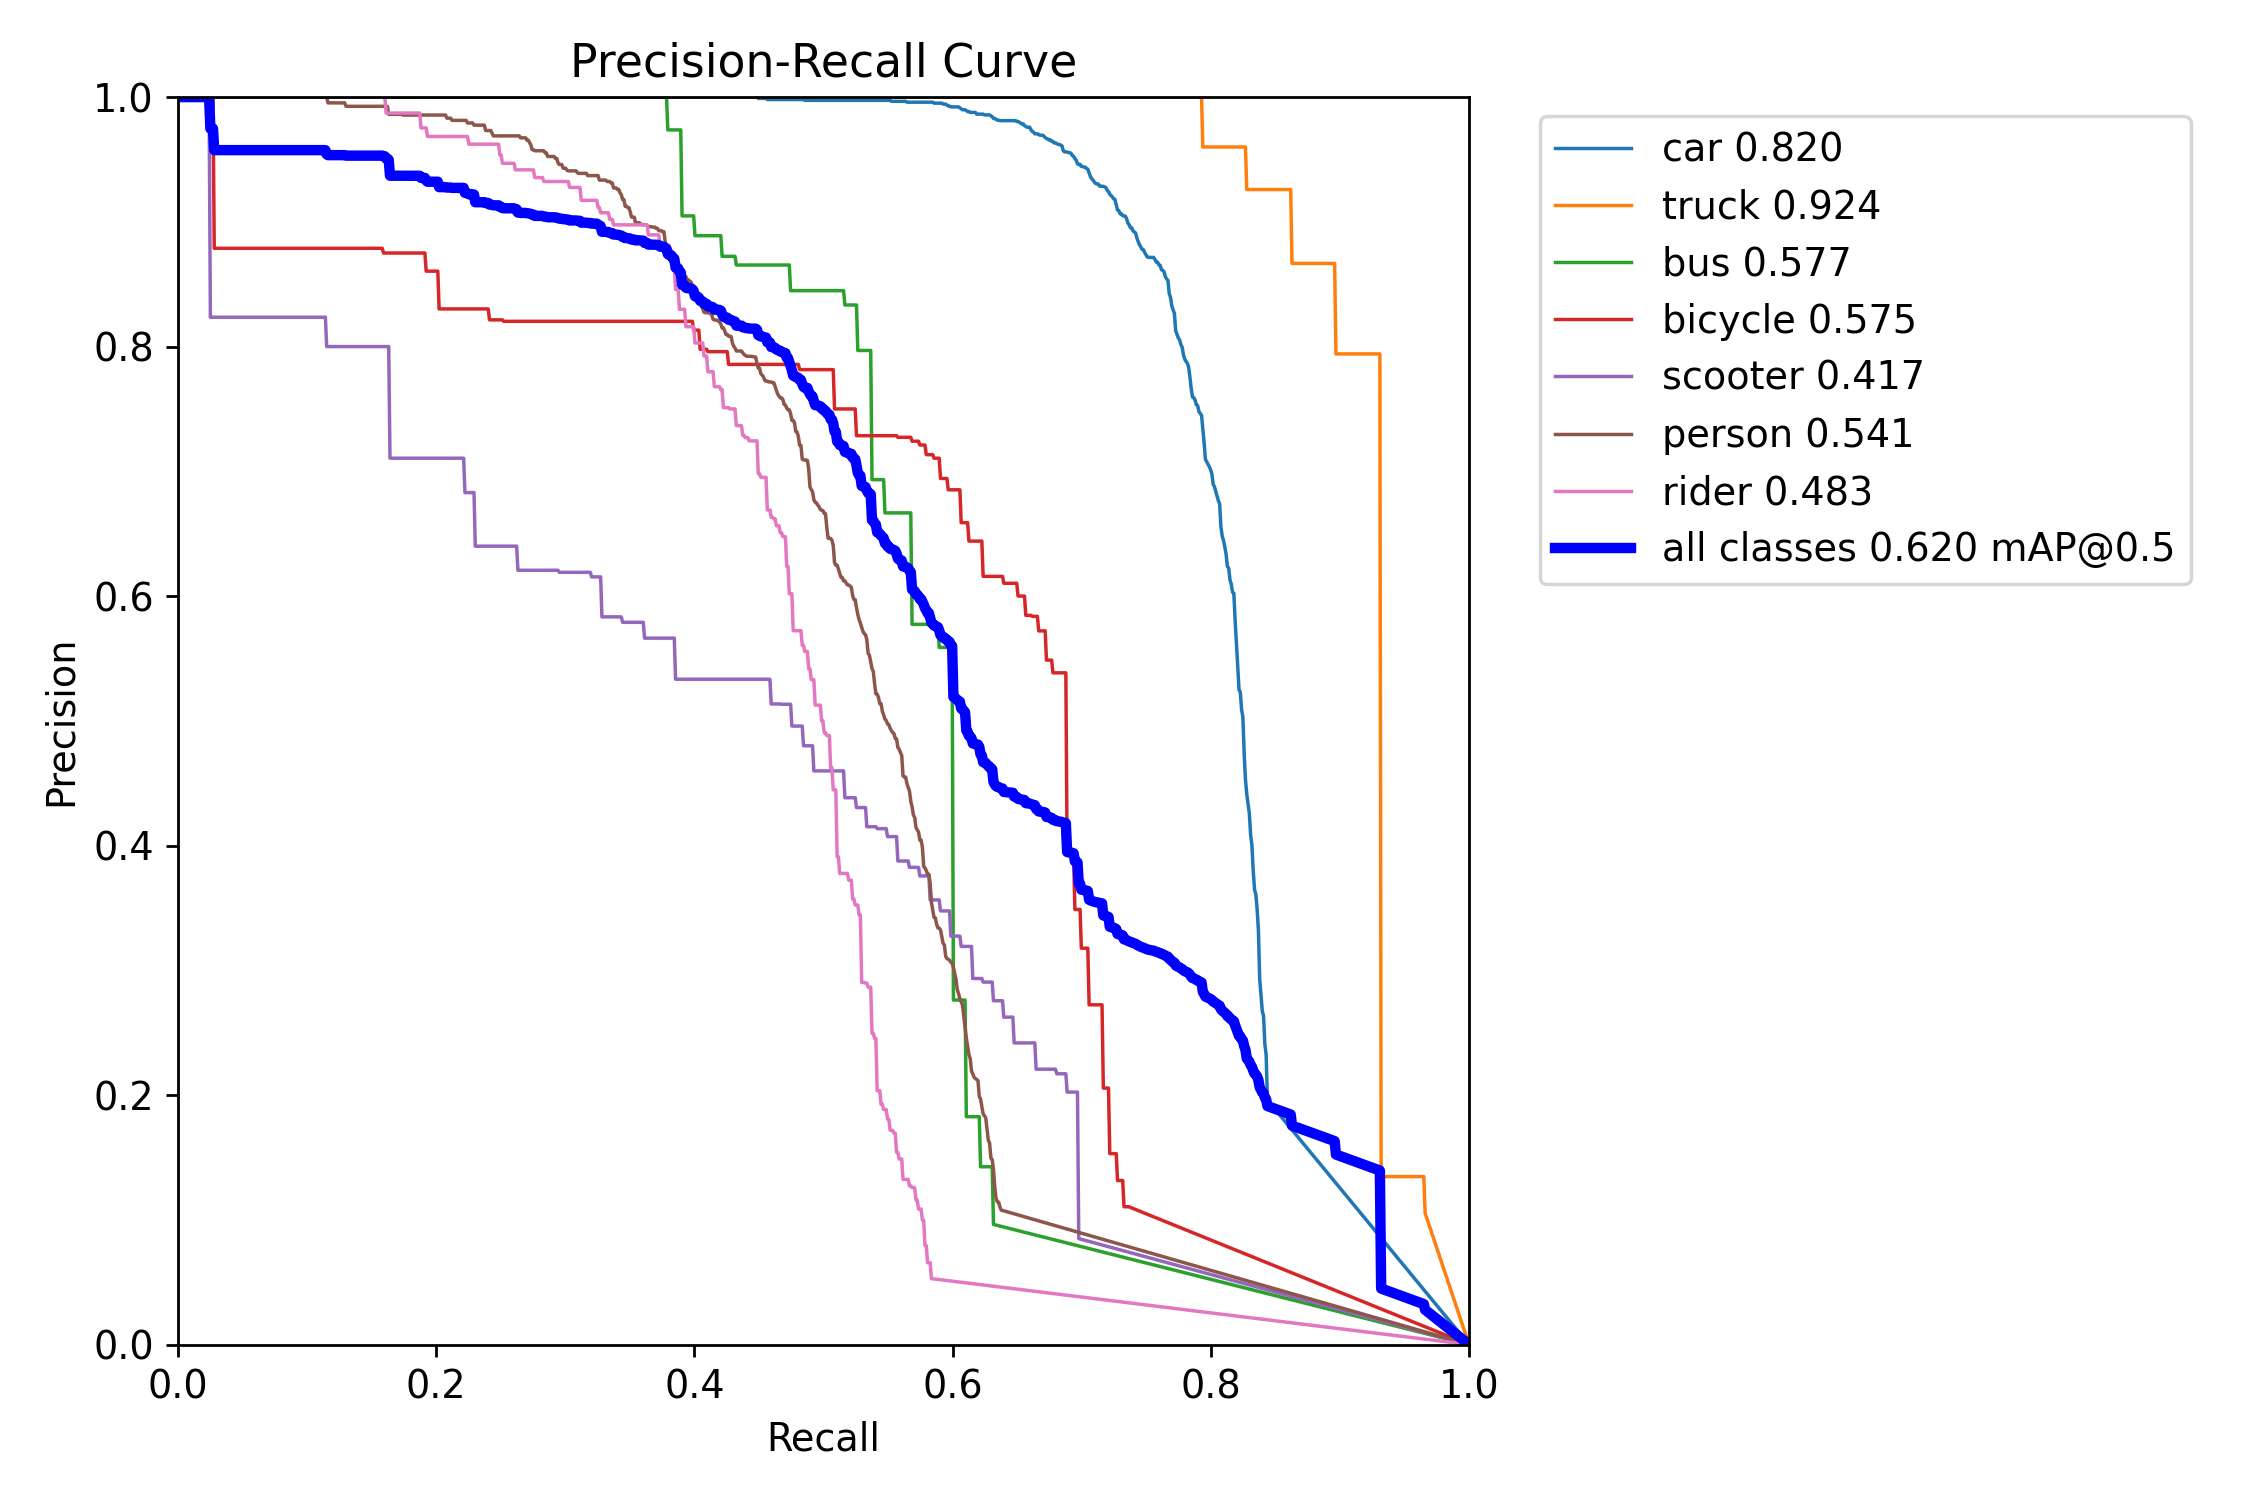 Precision-Recall Curve
1.0
0.8
0.6
0.4
0.2
0.0
Precision
0.0 0.2 0.4 0.6 0.8 1.0
Recall
car 0.820
truck 0.924
bus 0.577
bicycle 0.575
scooter 0.417
person 0.541
rider 0.483
all classes 0.620 mAP@0.5